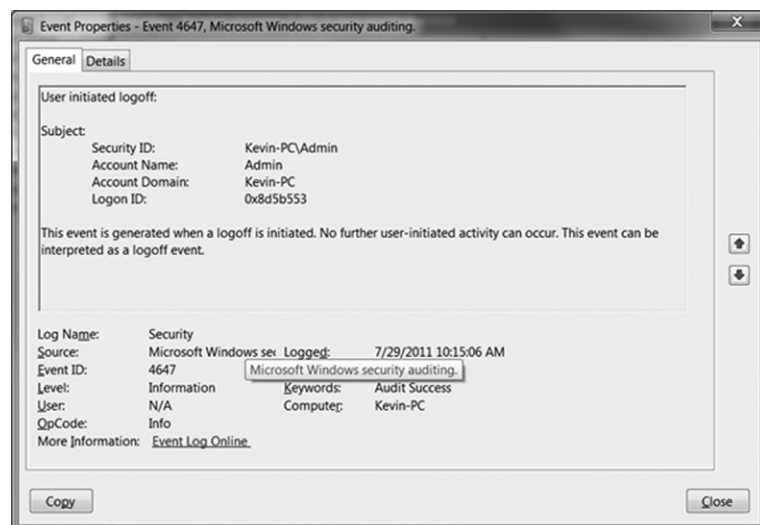 Event Properties - Event 4647, Microsoft Windows security auditing.
X
General Details
User initiated logoff:
Subject:
Security ID: Kevin-PC\Admin
Account Name: Admin
Account Domain: Kevin-PC
Logon ID: 0x8d5b553
This event is generated when a logoff is initiated. No further user-initiated activity can occur. This event can be
interpreted as a logoff event.
Log Name: Security
Source: Microsoft Windows sec Logged: 7/29/2011 10:15:06 AM
Event ID: 4647
Microsoft Windows security auditing.
Level: Information Keywords: Audit Success
User: N/A Computer: Kevin-PC
OpCode: Info
More Information: Event Log Online
Copy Close